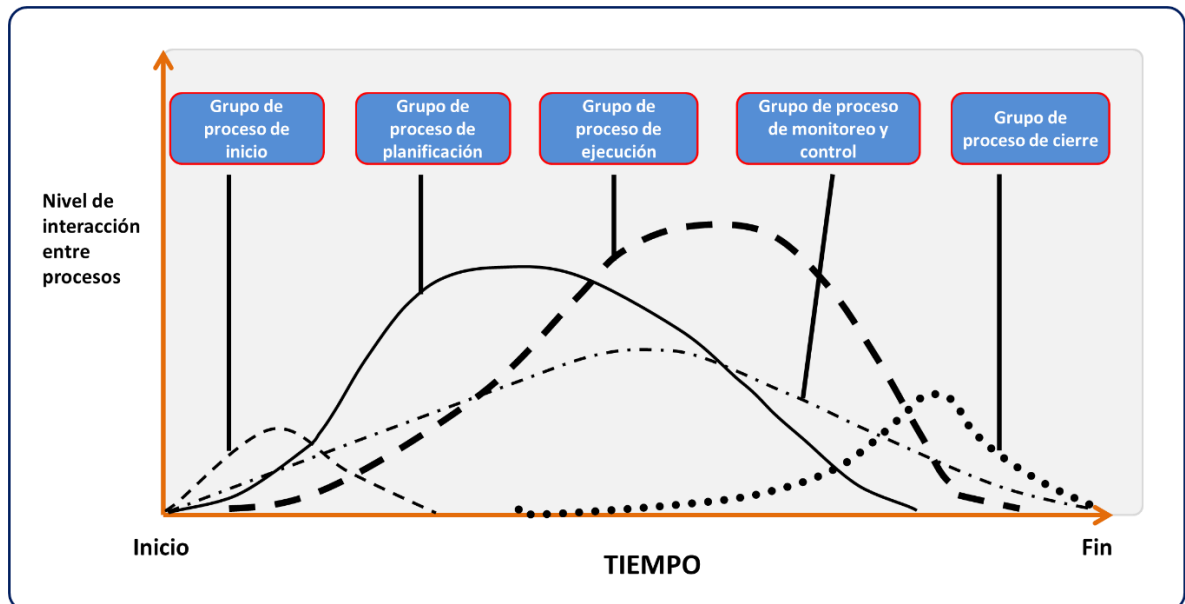 Grupo de
proceso de
inicio
Grupo de
proceso de
planificación
Grupo de
proceso de
ejecución
Grupo de proceso
de monitoreo y
control
Grupo de
proceso de cierre
Nivel de
interacción
entre
procesos
Inicio
TIEMPO
Fin